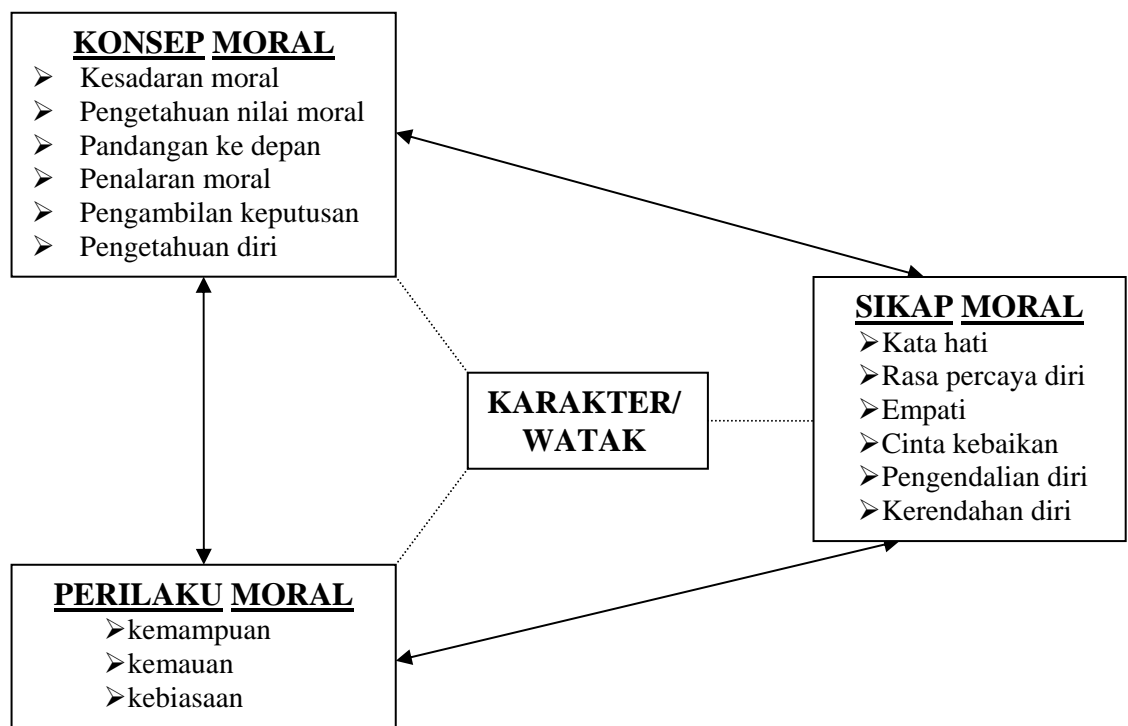 KONSEP MORAL
➢ Kesadaran moral
➢ Pengetahuan nilai moral
➢ Pandangan ke depan
➢ Penalaran moral
➢ Pengambilan keputusan
➢ Pengetahuan diri
SIKAP MORAL
➢Kata hati
➢Rasa percaya diri
➢Empati
➢Cinta kebaikan
➢Pengendalian diri
➢Kerendahan diri
KARAKTER/
WATAK
PERILAKU MORAL
➢kemampuan
➢kemauan
➢kebiasaan